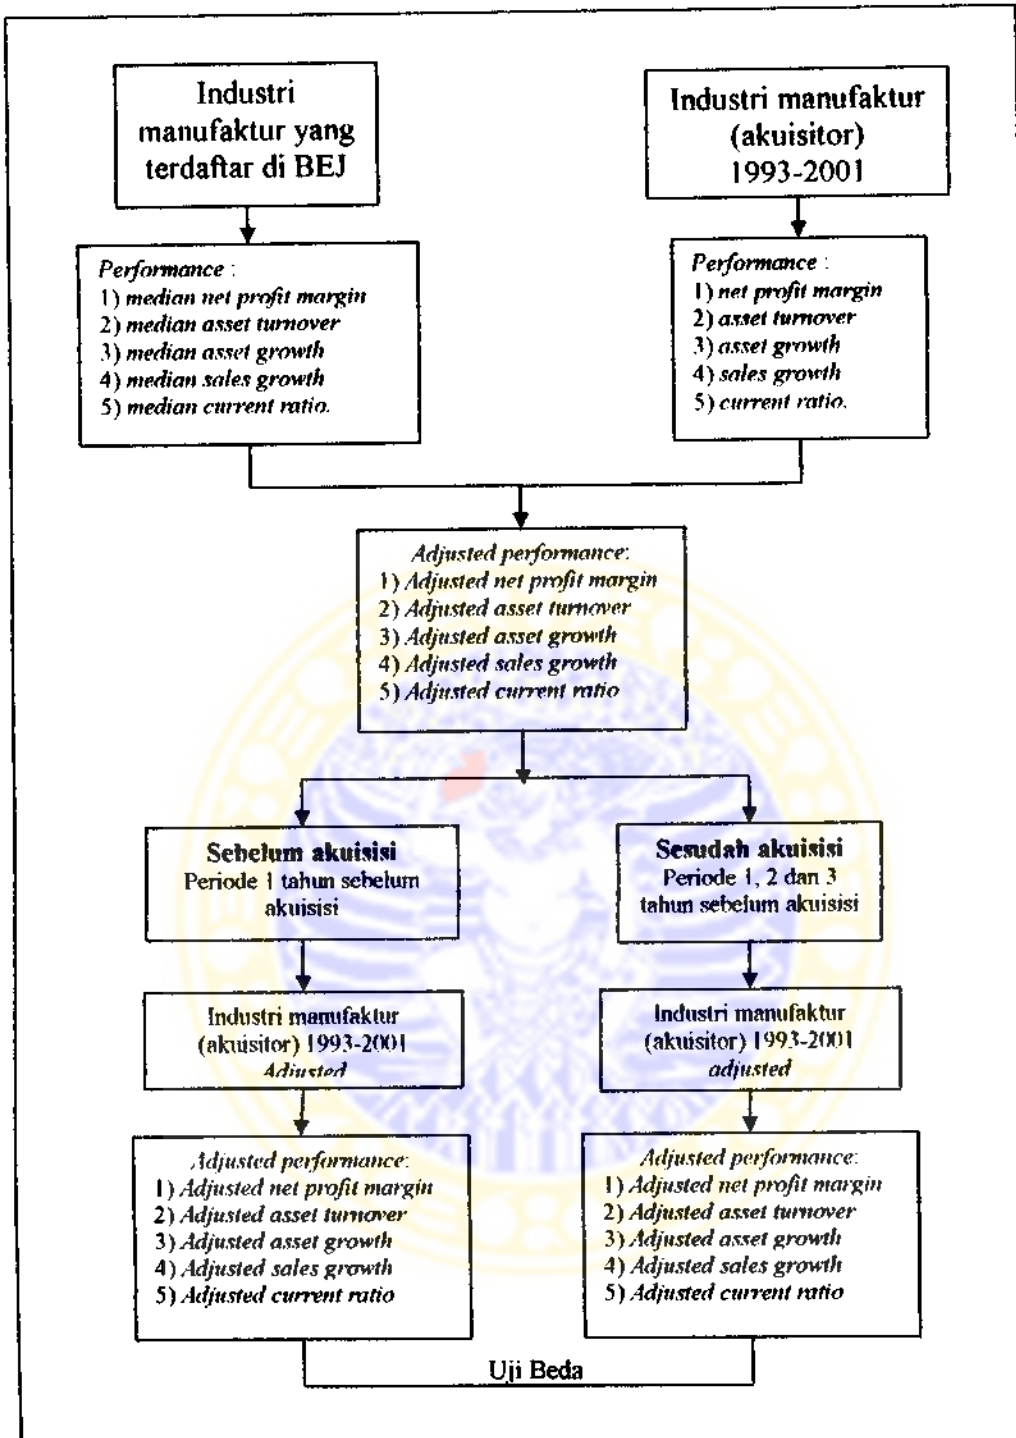 Industri
manufaktur yang
terdaftar di BEJ
Industri manufaktur
(akuisitor)
1993-2001
Performance :
1) median net profit margin
2) median asset turnover
3) median asset growth
4) median sales growth
5) median current ratio.
Performance :
1) net profit margin
2) asset turnover
3) asset growth
4) sales growth
5) current ratio.
Adjusted performance:
1) Adjusted net profit margin
2) Adjusted asset turnover
3) Adjusted asset growth
4) Adjusted sales growth
5) Adjusted current ratio
Sebelum akuisisi
Periode 1 tahun sebelum
akuisisi
Sesudah akuisisi
Periode 1, 2 dan 3
tahun sebelum akuisisi
Industri manufaktur
(akuisitor) 1993-2001
Adjusted
Industri manufaktur
(akuisitor) 1993-2001
adjusted
Adjusted performance:
1) Adjusted net profit margin
2) Adjusted asset turnover
3) Adjusted asset growth
4) Adjusted sales growth
5) Adjusted current ratio
Adjusted performance:
1) Adjusted net profit margin
2) Adjusted asset turnover
3) Adjusted asset growth
4) Adjusted sales growth
5) Adjusted current ratio
Uji Beda